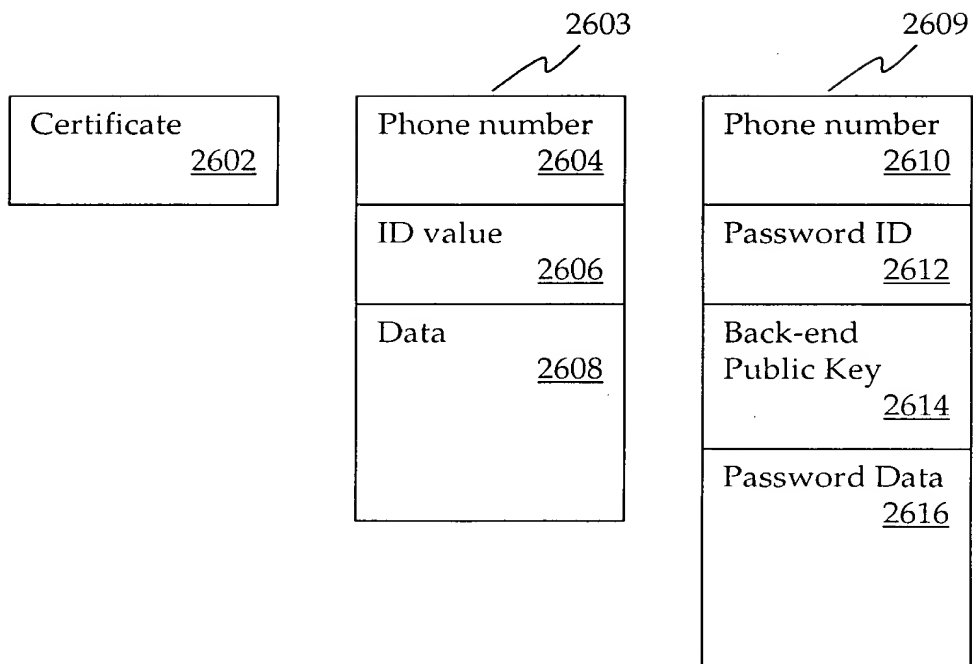 2603
2609
Certificate
2602
Phone number
2604
ID value
2606
Data
2608
Phone number
2610
Password ID
2612
Back-end
Public Key
2614
Password Data
2616